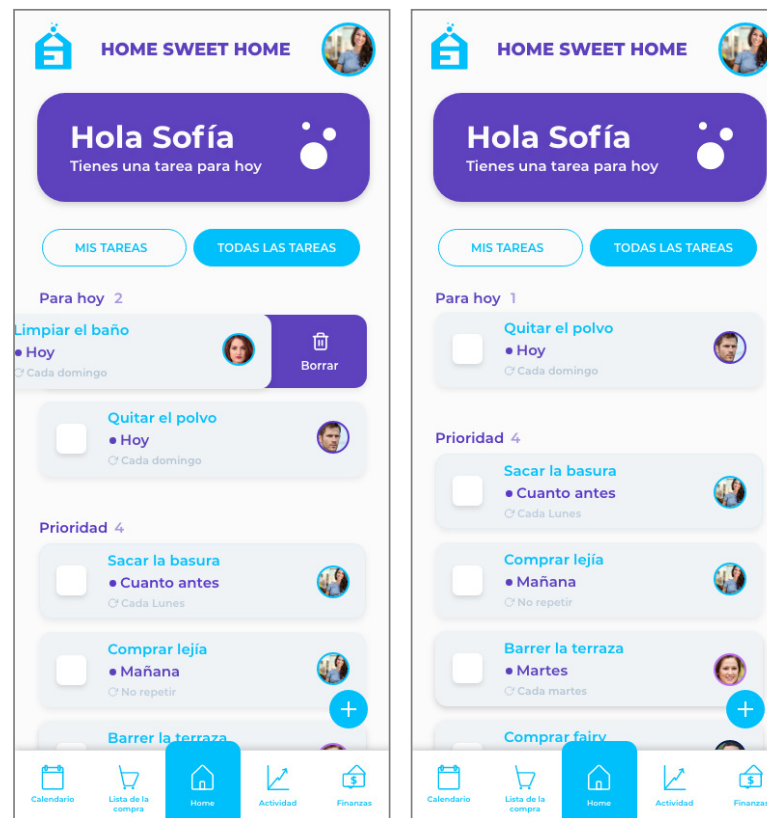 HOME SWEET HOME
Hola Sofía
Tienes una tarea para hoy
MIS TAREAS
TODAS LAS TAREAS
Para hoy 2
Limpiar el baño
Hoy
Cada domingo
Borrar
Quitar el polvo
Hoy
Cada domingo
Prioridad 4
Sacar la basura
Cuanto antes
Cada Lunes
Comprar lejía
Mañana
No repetir
+
Barrer la terraza
Calendario
Lista de la
compra
Home
Actividad
Finanzas
HOME SWEET HOME
Hola Sofía
Tienes una tarea para hoy
MIS TAREAS
TODAS LAS TAREAS
Para hoy 1
Quitar el polvo
Hoy
Cada domingo
Prioridad 4
Sacar la basura
Cuanto antes
Cada Lunes
Comprar lejía
Mañana
No repetir
Barrer la terraza
Martes
Cada martes
+
Comprar fairy
Calendario
Lista de la
compra
Home
Actividad
Finanzas